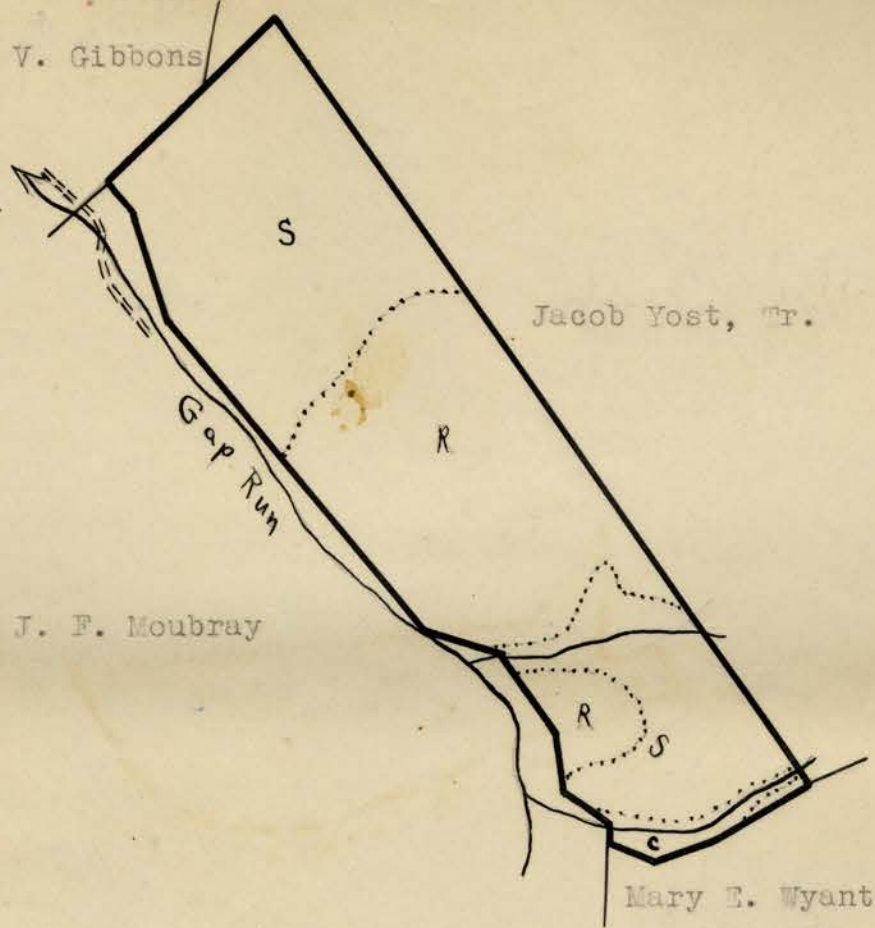 V. Gibbons
S
Jacob Yost, Tr.
R
Gap Run
J. F. Moubray
R
S
C
Mary E. Wyant